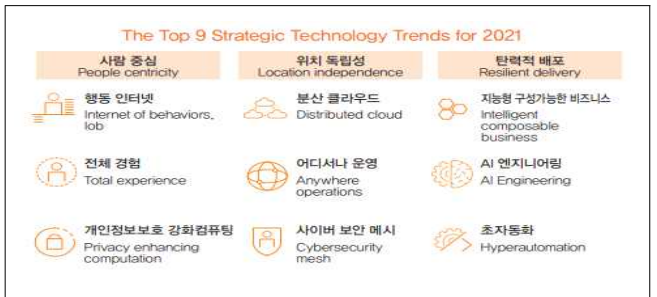 The Top 9 Strategic Technology Trends for 2021
사람 중심
People centricity
위치 독립성
Location independence
탄력적 배포
Resilient delivery
행동 인터넷
Internet of behaviors,
Iob
분산 클라우드
Distributed cloud
지능형 구성가능한 비즈니스
Intelligent
composable
business
전체 경험
Total experience
어디서나 운영
Anywhere
operations
AI 엔지니어링
AI Engineering
개인정보보호 강화컴퓨팅
Privacy enhancing
computation
사이버 보안 메시
Cybersecurity
mesh
초자동화
Hyperautomation